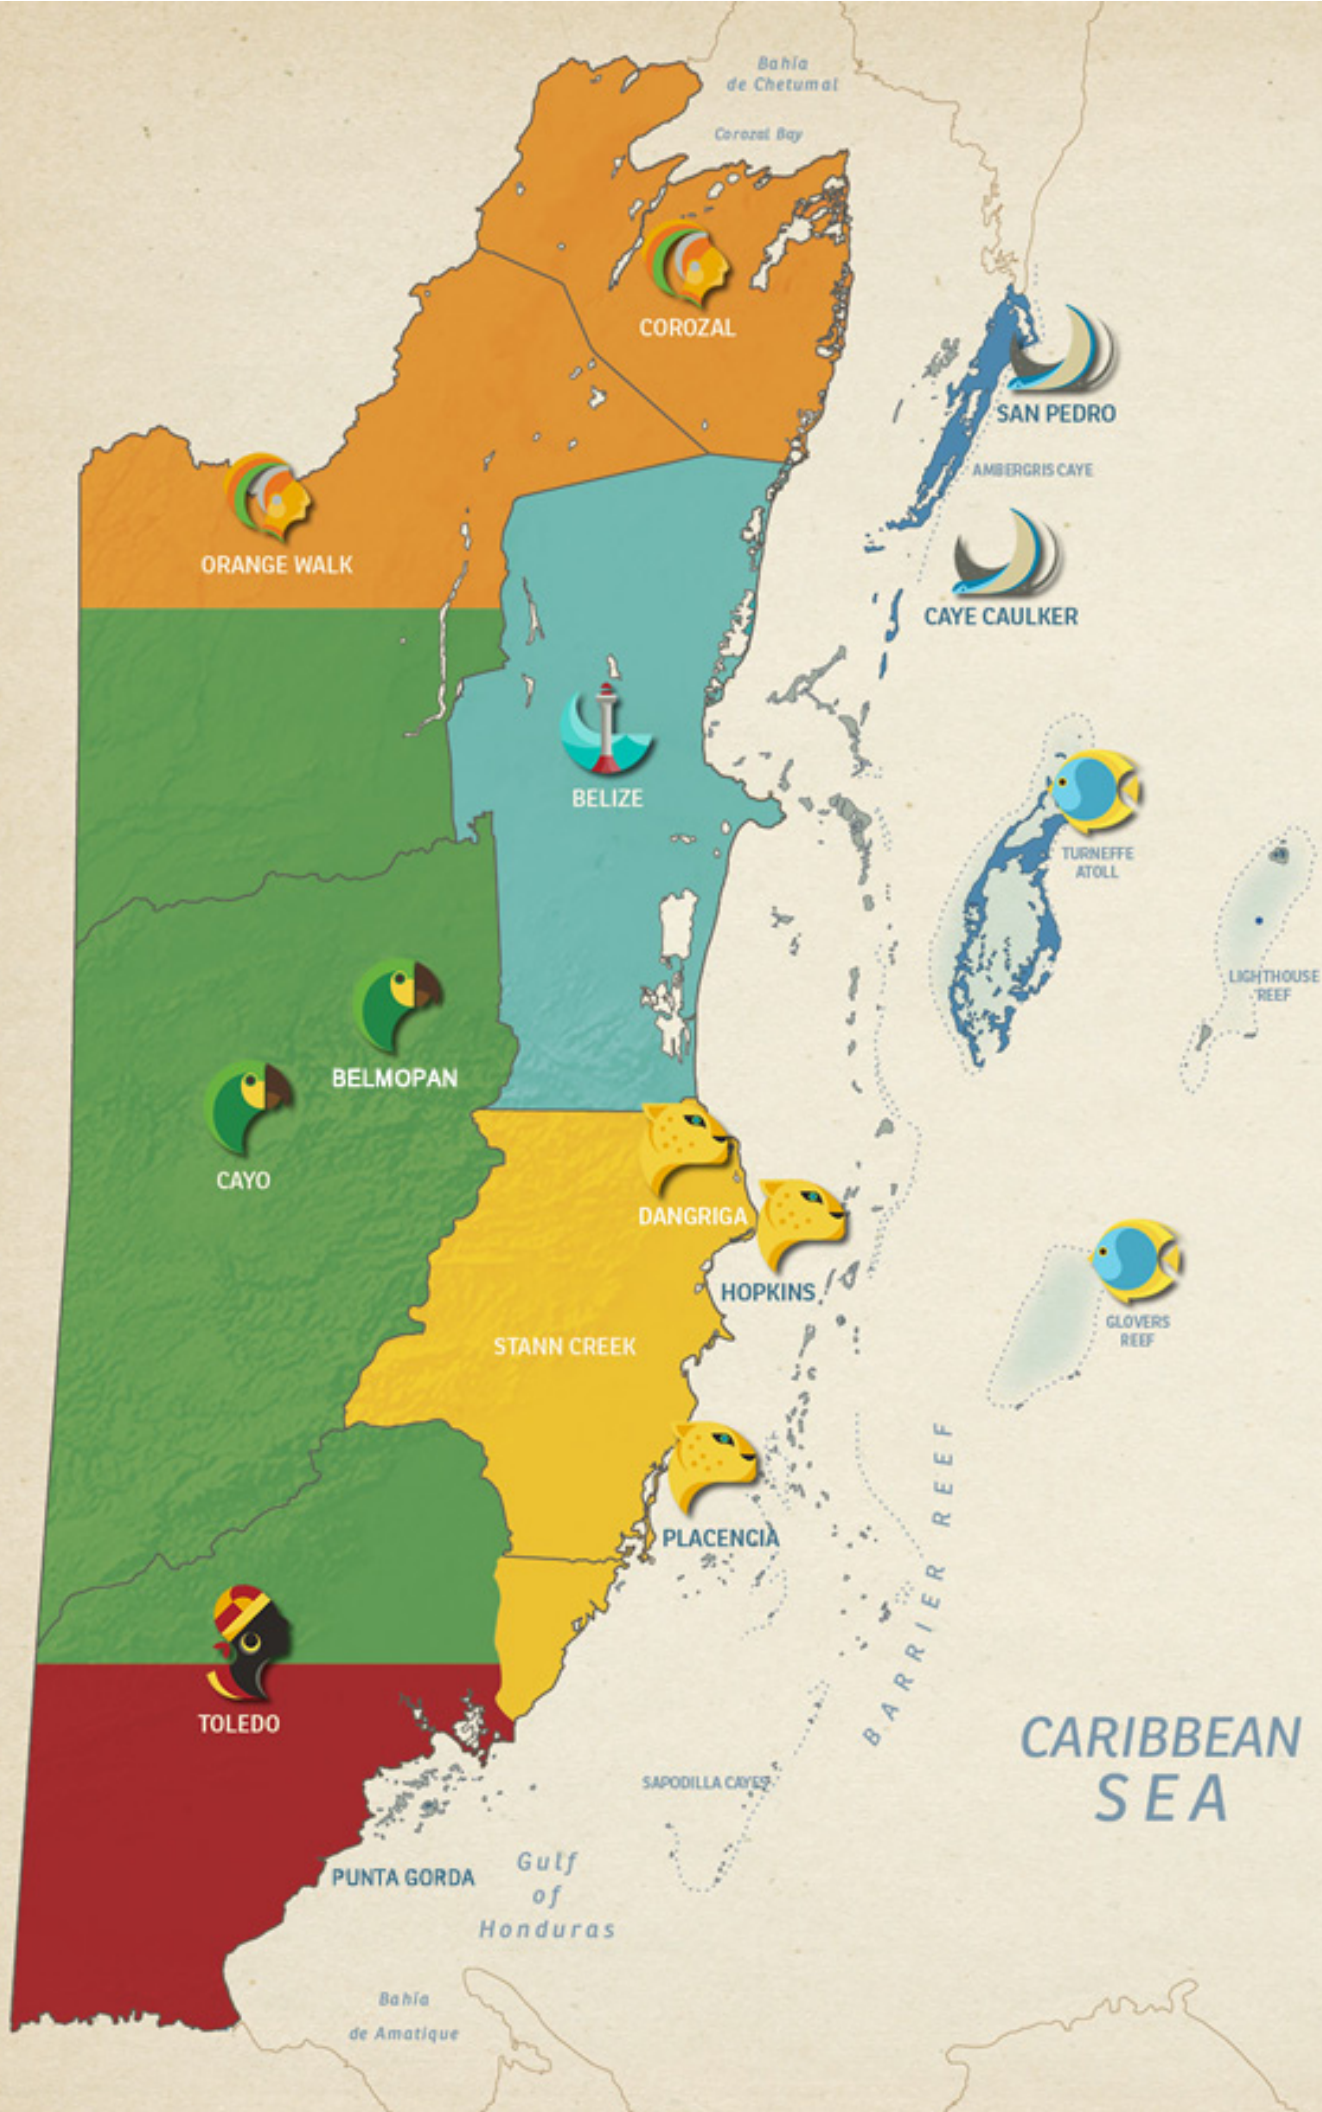 Bahía
de Chetumal
Corozal Bay
COROZAL
SAN PEDRO
AMBERGRIS CAYE
ORANGE WALK
CAYE CAULKER
BELIZE
TURNEFFE
ATOLL
LIGHTHOUSE
REEF
BELMOPAN
CAYO
DANGRIGA
HOPKINS
GLOVERS
REEF
STANN CREEK
PLACENCIA
BARRIER REEF
TOLEDO
CARIBBEAN
SEA
SAPODILLA CAYES
PUNTA GORDA
Gulf
of
Honduras
Bahía
de Amatique